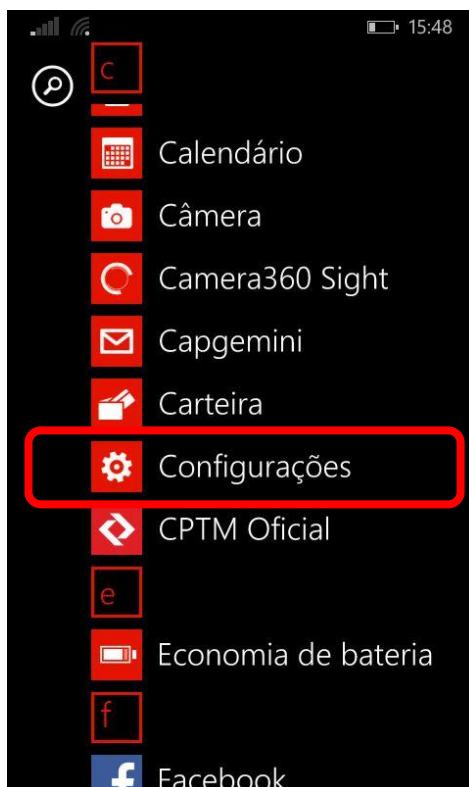 15:48
c
Calendário
Câmera
Camera360 Sight
Capgemini
Carteira
Configurações
CPTM Oficial
e
Economia de bateria
f
Facebook